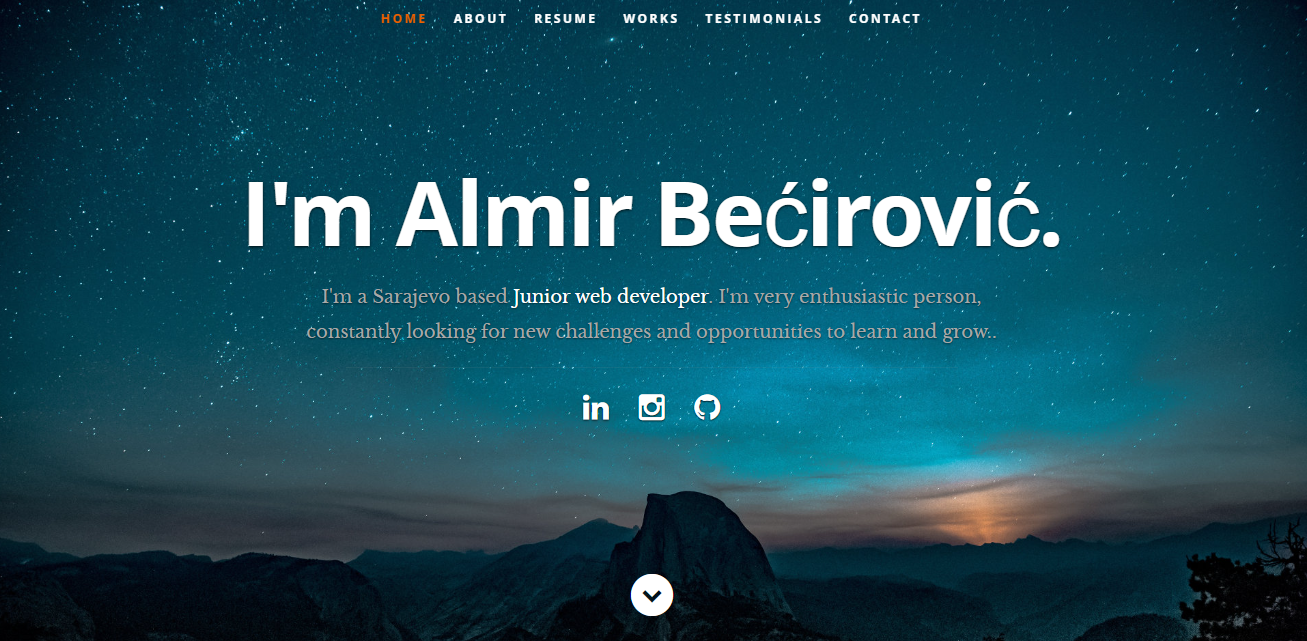 HOME ABOUT RESUME WORKS TESTIMONIALS CONTACT
I'm Almir Bećirović.
I'm a Sarajevo based Junior web developer. I'm very enthusiastic person,
constantly looking for new challenges and opportunities to learn and grow..
in